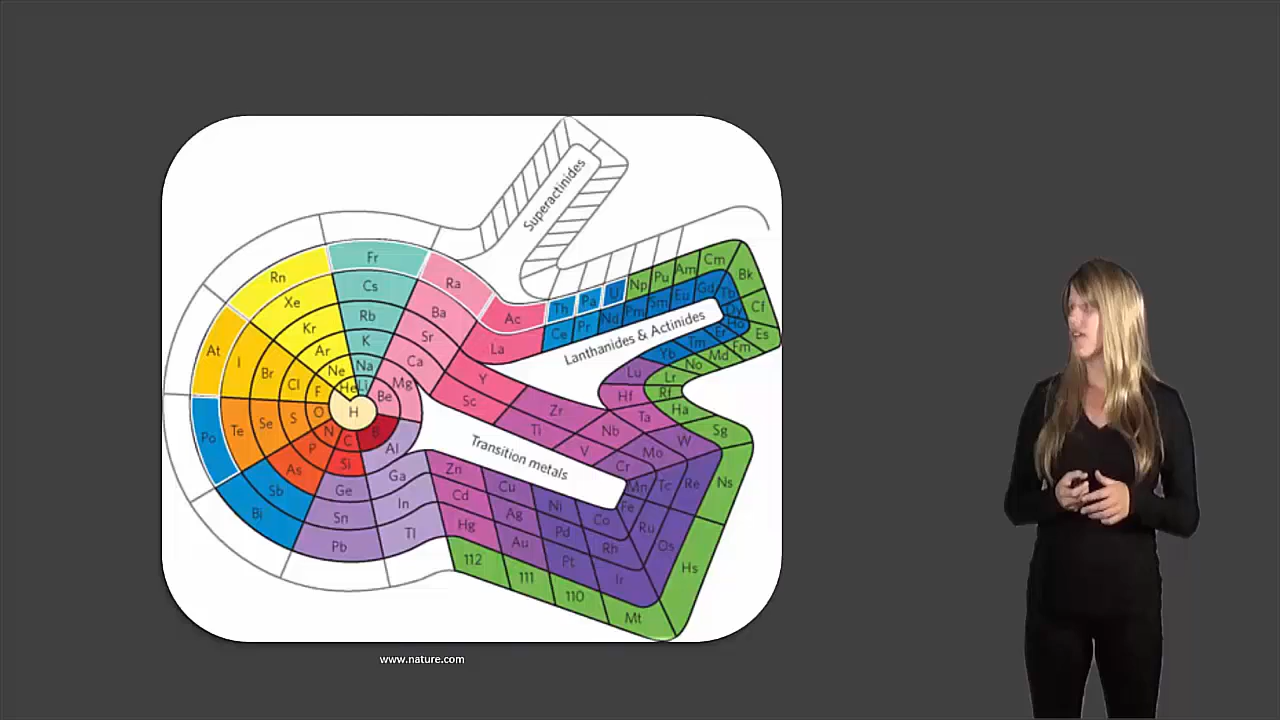 Superactinides
Fr
Rn
Ra
Cs
Xe
Ba
Ac
Rb
Kr
Sr
La
At
I
Br
Cl
F
Ar
Ne
He
K
Na
Li
Ca
Mg
Be
H
Th
Pa
U
Np
Pu
Am
Cm
Bk
Cf
Es
Fm
Md
No
Lr
Rf
Ha
Sg
Ns
Hs
Mt
110
111
112
Ce
Pr
Nd
Pm
Sm
Eu
Gd
Tb
Dy
Ho
Er
Tm
Yb
Lu
Lanthanides & Actinides
Y
Sc
Zr
Ti
Hf
Nb
V
Ta
Mo
Cr
W
Re
Tc
Mn
Fe
Ru
Os
Transition metals
Po
Te
Se
S
O
N
P
As
Sb
Bi
C
Si
Ge
Sn
Pb
B
Al
Ga
In
Tl
Zn
Cd
Hg
Cu
Ag
Au
Ni
Pd
Pt
Co
Rh
Ir
www.nature.com